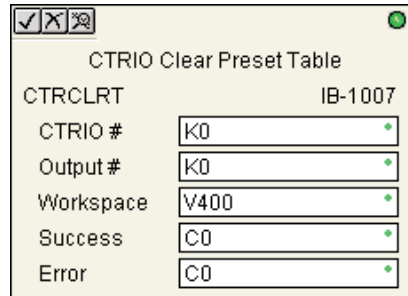 CTRIO Clear Preset Table
CTRCLRT IB-1007
CTRIO # K0
Output # K0
Workspace V400
Success C0
Error C0